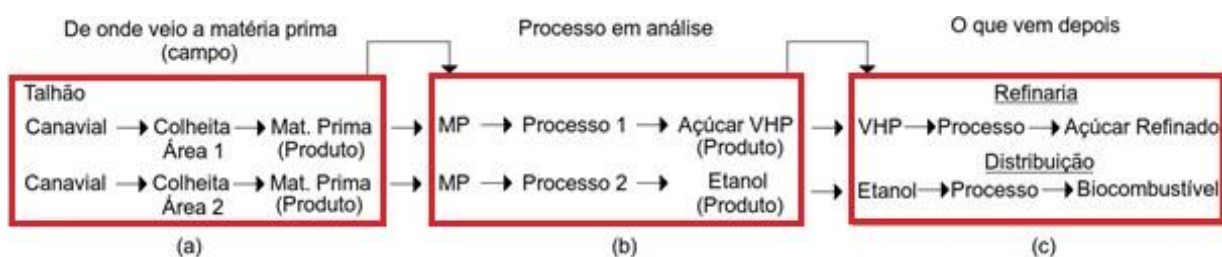 De onde veio a matéria prima
(campo)
Processo em análise
O que vem depois
Talhão
Canavial Colheita Mat. Prima
Área 1 (Produto)
Canavial Colheita Mat. Prima
Área 2 (Produto)
(a)
MP Processo 1 Açúcar VHP
(Produto)
MP Processo 2 Etanol
(Produto)
(b)
Refinaria
VHP Processo Açúcar Refinado
Distribuição
Etanol Processo Biocombustível
(c)